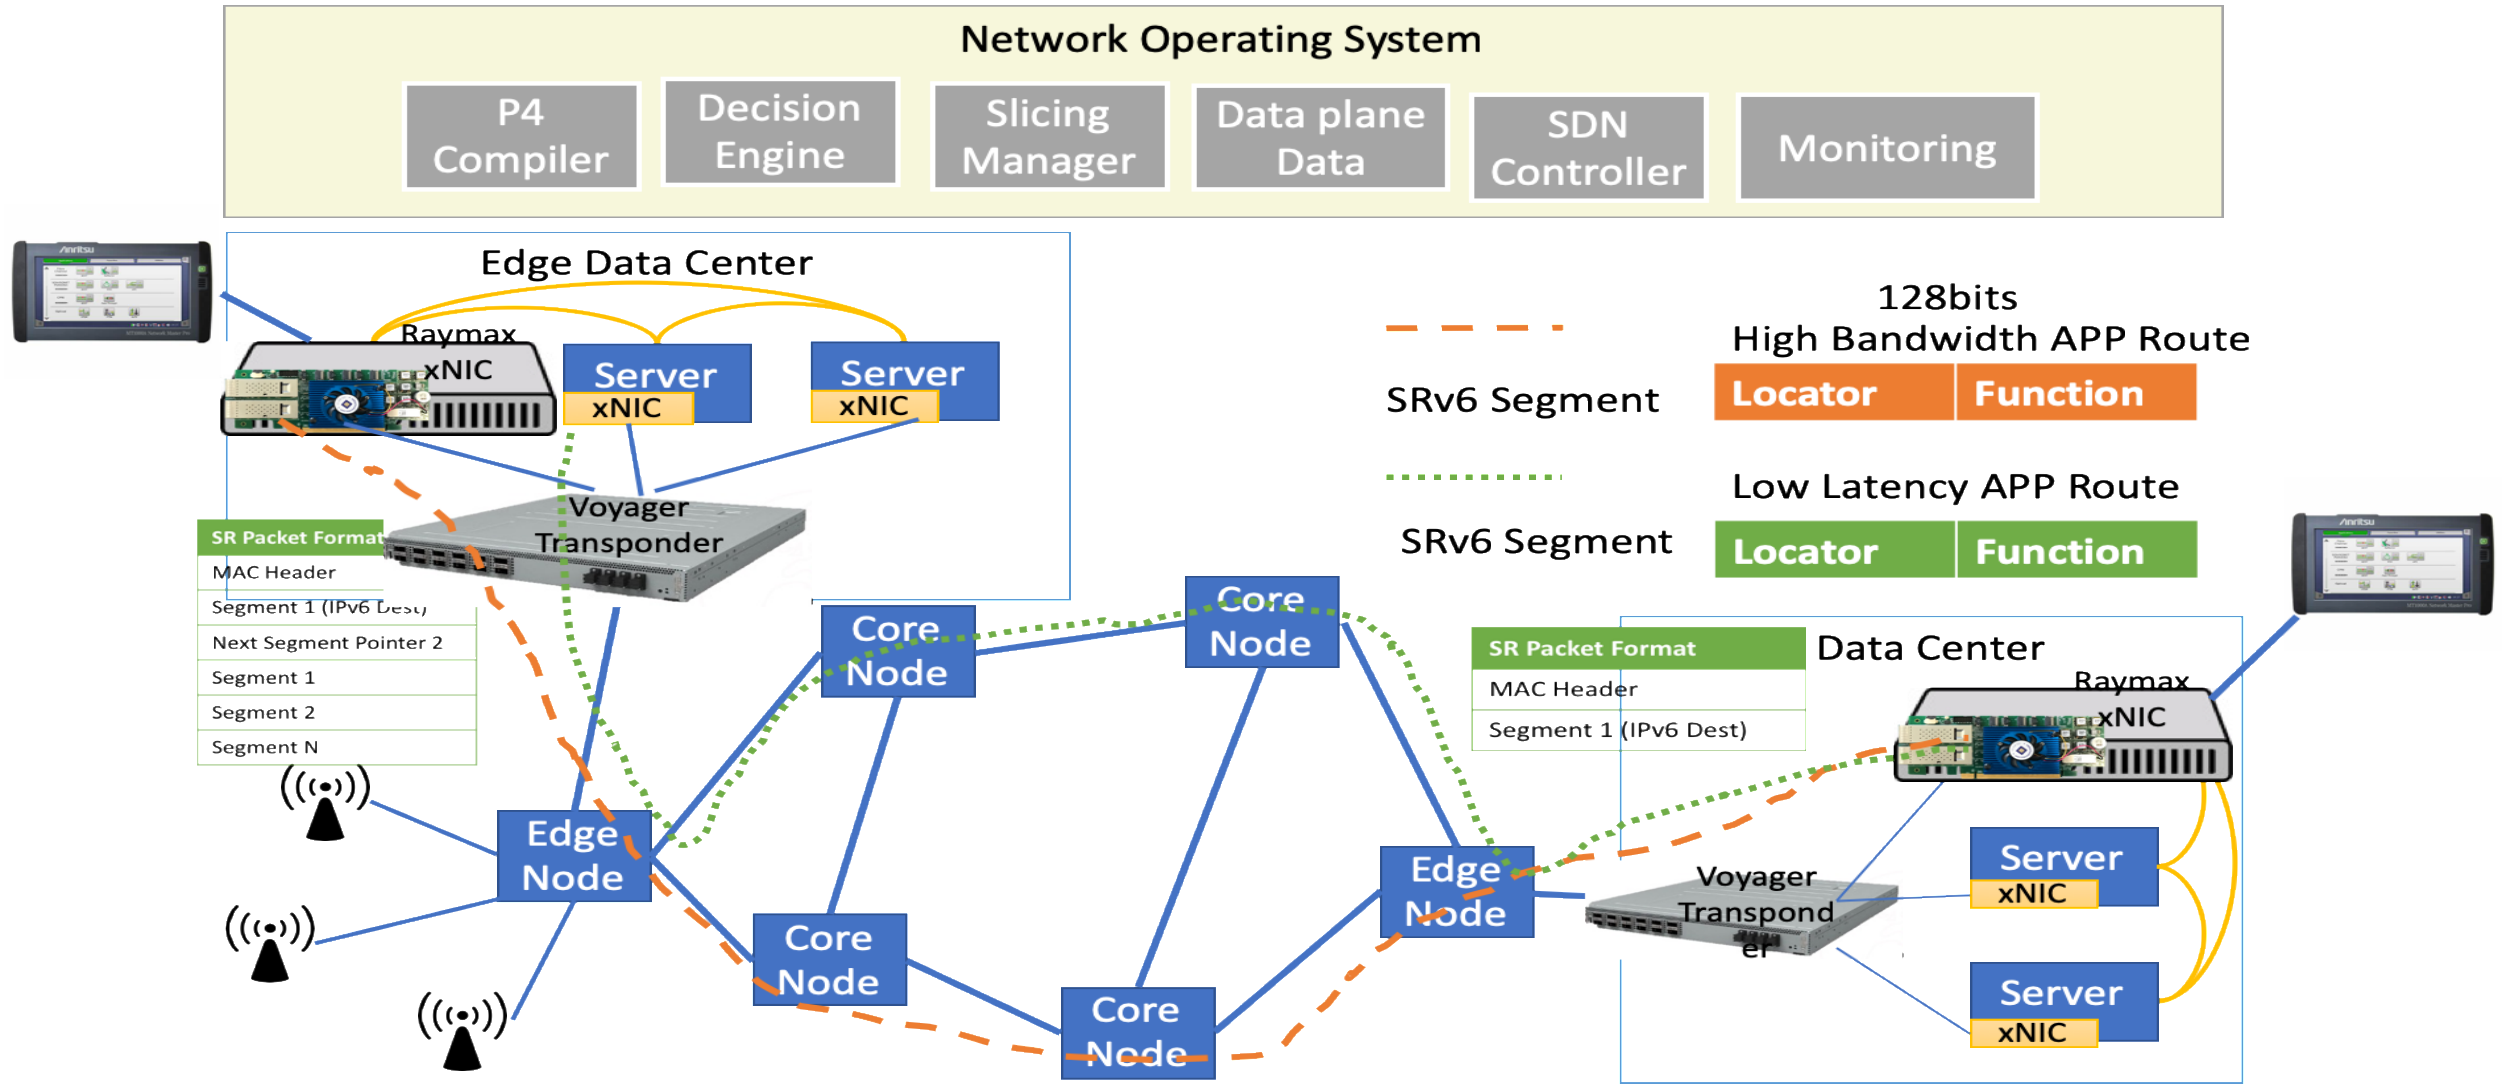 Network Operating System
P4
Compiler
Decision
Engine
Slicing
Manager
Data plane
Data
SDN
Controller
Monitoring
Anritsu
Edge Data Center
Raymax
xNIC
Server
xNIC
Server
xNIC
Voyager
Transponder
128bits
High Bandwidth APP Route
SRv6 Segment
Locator
Function
Low Latency APP Route
SRv6 Segment
Locator
Function
Anritsu
SR Packet Format
MAC Header
Segment 1 (IPv6 Dest)
Next Segment Pointer 2
Segment 1
Segment 2
Segment N
Core
Node
Core
Node
SR Packet Format
MAC Header
Segment 1 (IPv6 Dest)
Data Center
Raymax
xNIC
Edge
Node
Core
Node
Core
Node
Edge
Node
Voyager
Transpond
er
Server
xNIC
Server
xNIC